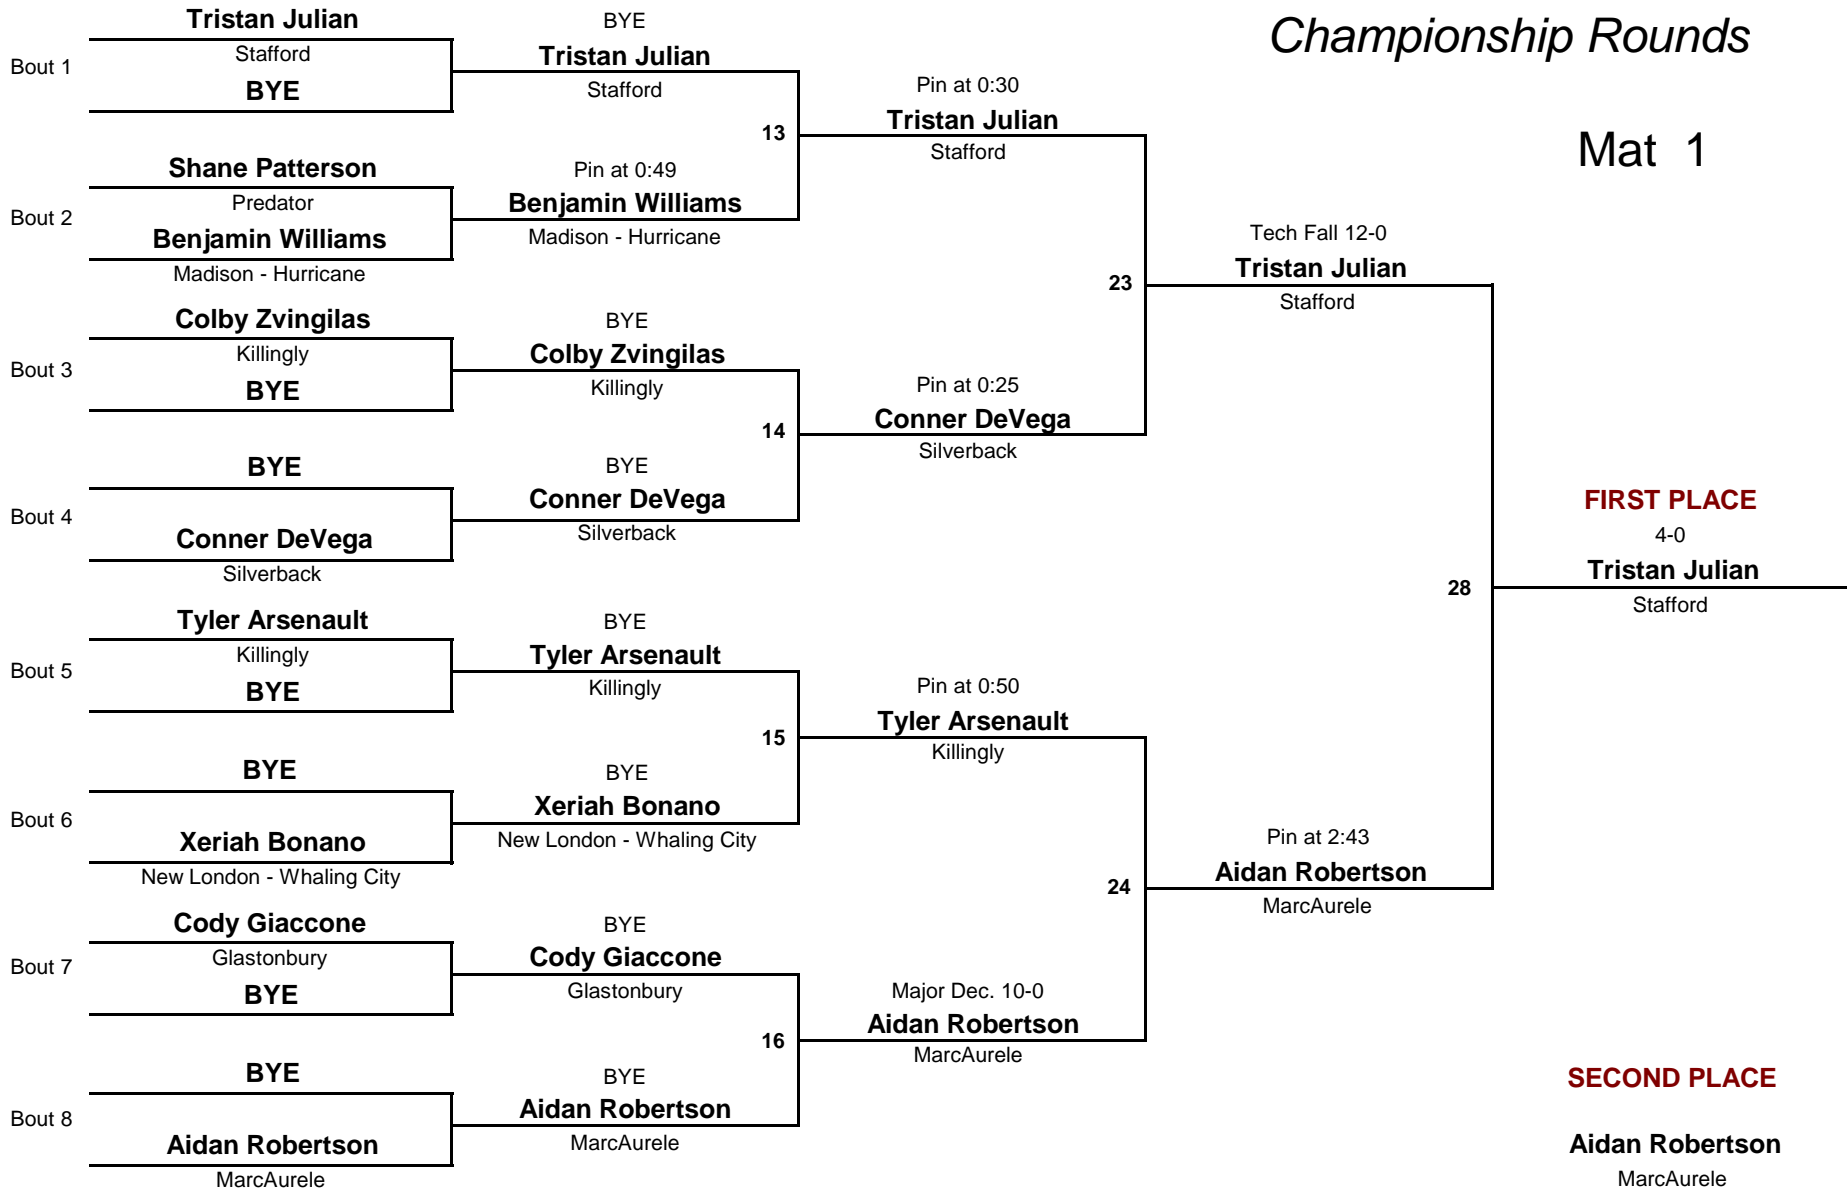 Championship Rounds
Mat 1
Tristan Julian
Bout 1
Stafford
BYE
Shane Patterson
Bout 2
Predator
Benjamin Williams
Madison - Hurricane
Colby Zvingilas
Bout 3
Killingly
BYE
BYE
Bout 4
Conner DeVega
Silverback
Tyler Arsenault
Bout 5
Killingly
BYE
BYE
Bout 6
Xeriah Bonano
New London - Whaling City
Cody Giaccone
Bout 7
Glastonbury
BYE
BYE
Bout 8
Aidan Robertson
MarcAurele
BYE
Tristan Julian
Stafford
13
Pin at 0:49
Benjamin Williams
Madison - Hurricane
BYE
Colby Zvingilas
Killingly
14
BYE
Conner DeVega
Silverback
BYE
Tyler Arsenault
Killingly
15
BYE
Xeriah Bonano
New London - Whaling City
BYE
Cody Giaccone
Glastonbury
16
BYE
Aidan Robertson
MarcAurele
Pin at 0:30
Tristan Julian
Stafford
23
Pin at 0:25
Conner DeVega
Silverback
Pin at 0:50
Tyler Arsenault
Killingly
24
Major Dec. 10-0
Aidan Robertson
MarcAurele
Tech Fall 12-0
Tristan Julian
Stafford
28
Pin at 2:43
Aidan Robertson
MarcAurele
FIRST PLACE
4-0
Tristan Julian
Stafford
SECOND PLACE
Aidan Robertson
MarcAurele